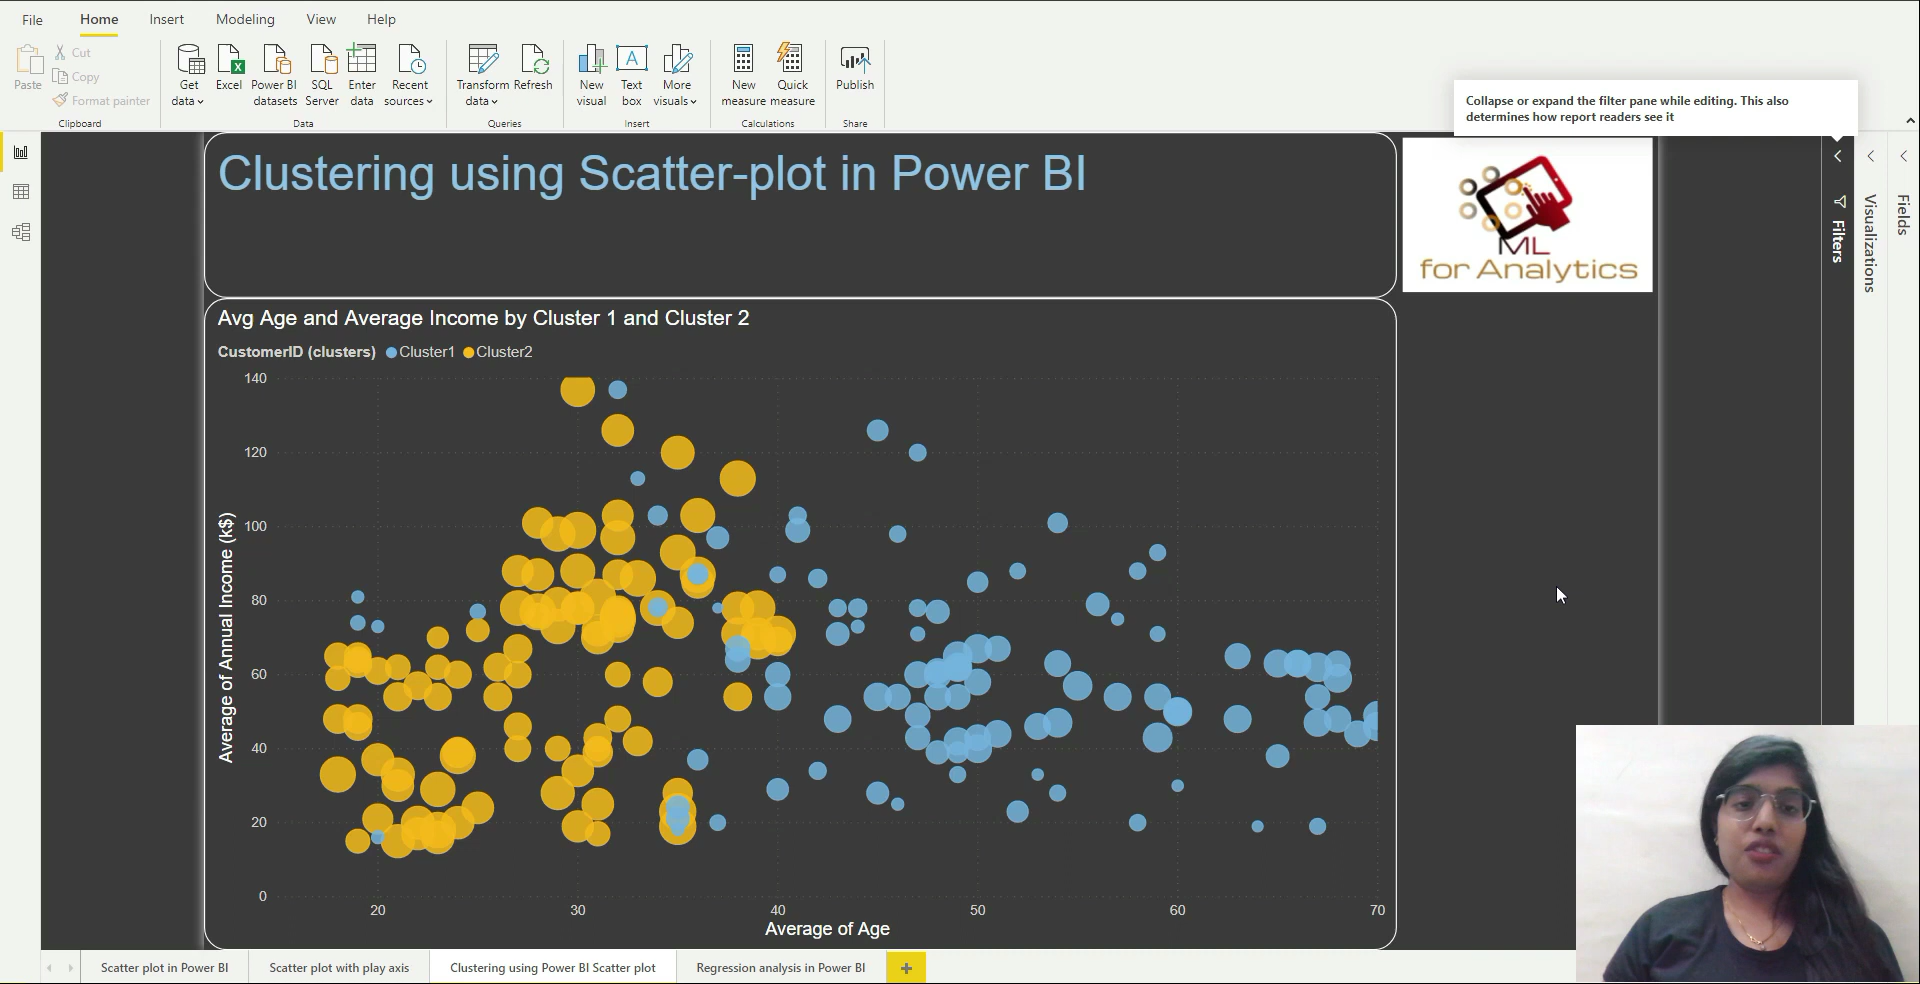 File
Home
Insert
Modeling
View
Help
Paste
Cut
Copy
Format painter
Clipboard
Get
data
Excel
Power BI
datasets
SQL
Server
Enter
data
Recent
sources
Data
Transform
data
Refresh
Queries
New
visual
Text
box
A
More
visuals
Insert
New
measure
Quick
measure
Calculations
Publish
Share
Collapse or expand the filter pane while editing. This also
determines how report readers see it
Clustering using Scatter-plot in Power BI
ML
for Analytics
Filters
Visualizations
Fields
Avg Age and Average Income by Cluster 1 and Cluster 2
CustomerID (clusters) Cluster1 Cluster2
Average of Annual Income (k$)
140
120
100
80
60
40
20
0
20 30 40 50 60 70
Average of Age
Scatter plot in Power BI
Scatter plot with play axis
Clustering using Power BI Scatter plot
Regression analysis in Power BI
+